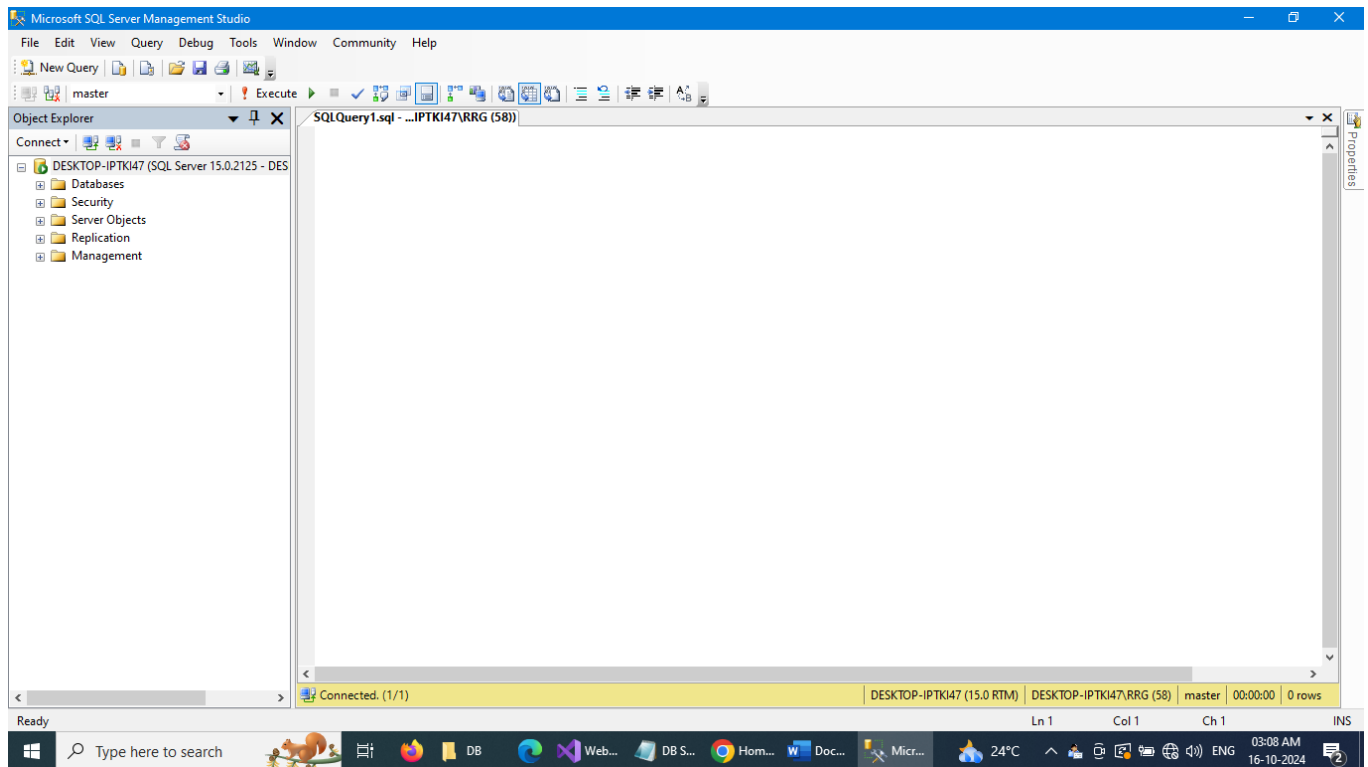 Microsoft SQL Server Management Studio
File Edit View Query Debug Tools Window Community Help
New Query
master Execute
Object Explorer
SQLQuery1.sql - ...IPTKI47\RRG (58))
Connect
Properties
DESKTOP-IPTKI47 (SQL Server 15.0.2125 - DES
Databases
Security
Server Objects
Replication
Management
Connected. (1/1) DESKTOP-IPTKI47 (15.0 RTM) DESKTOP-IPTKI47\RRG (58) master 00:00:00 0 rows
Ready Ln 1 Col 1 Ch 1 INS
Type here to search DB Web... DB S... Hom... Doc... Micr... 24°C ENG 03:08 AM
16-10-2024 2